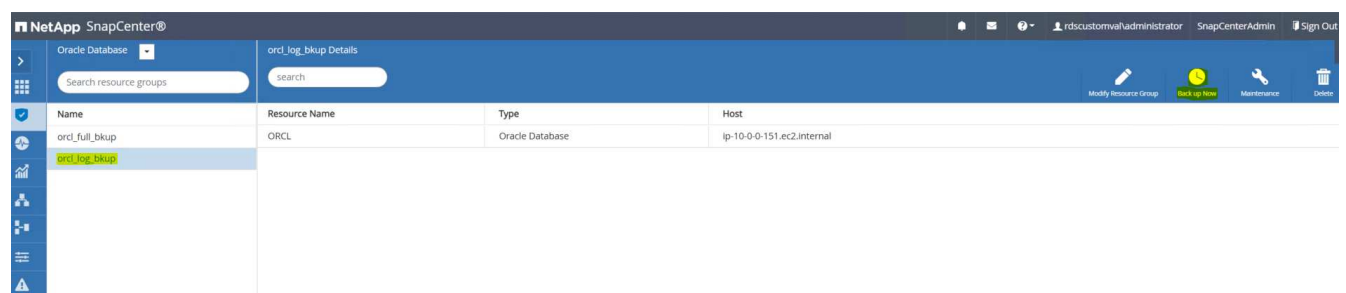 NetApp SnapCenter®
rdscustomval\administrator SnapCenterAdmin Sign Out
Oracle Database
orcl_log_bkup Details
Search resource groups
search
Modify Resource Group Back up Now Maintenance Delete
Name Resource Name Type Host
orcl_full_bkup ORCL Oracle Database ip-10-0-0-151.ec2.internal
orcl_log_bkup